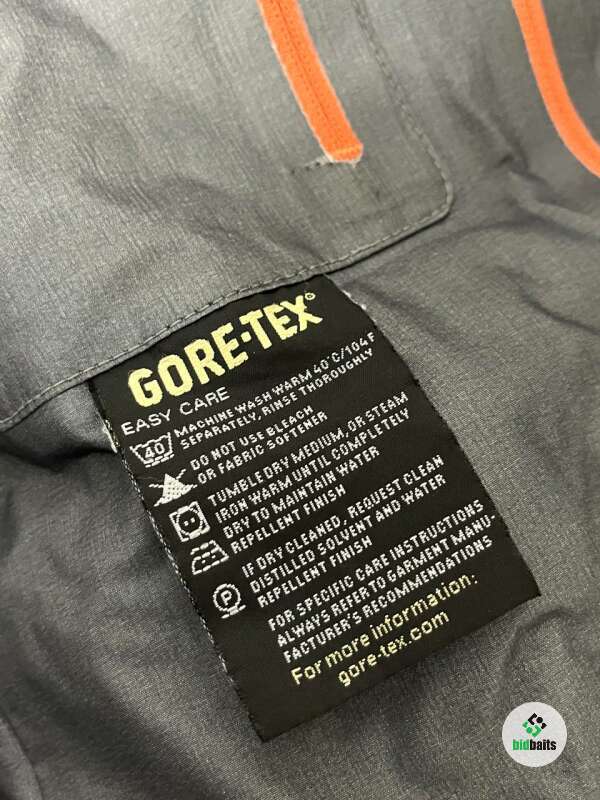 GORE-TEX®
EASY CARE
40
MACHINE WASH WARM 40°C/104F
SEPARATELY, RINSE THOROUGHLY
DO NOT USE BLEACH
OR FABRIC SOFTENER
TUMBLE DRY MEDIUM, OR STEAM
IRON WARM UNTIL COMPLETELY
DRY TO MAINTAIN WATER
REPELLENT FINISH
P
IF DRY CLEANED, REQUEST CLEAN
DISTILLED SOLVENT AND WATER
REPELLENT FINISH
FOR SPECIFIC CARE INSTRUCTIONS
ALWAYS REFER TO GARMENT MANU-
FACTURER'S RECOMMENDATIONS
For more information:
gore-tex.com
bidbaits